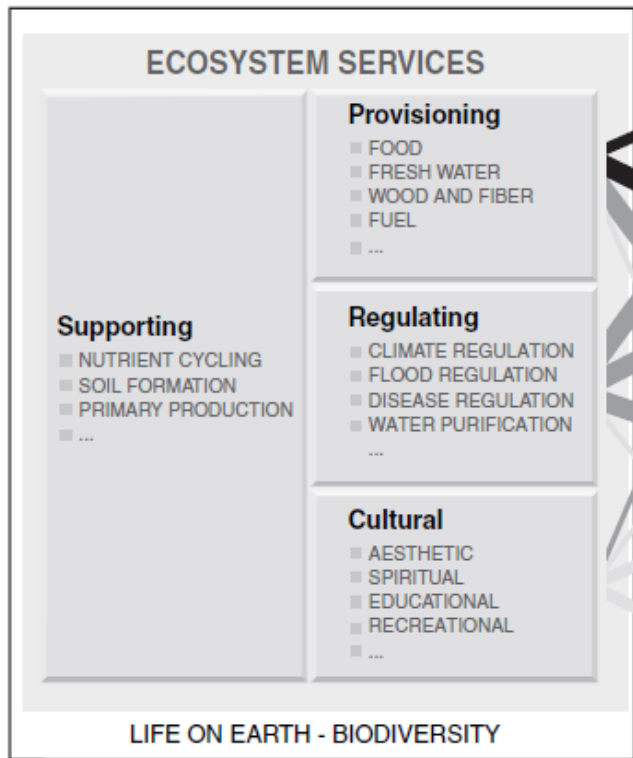 ECOSYSTEM SERVICES
Supporting
NUTRIENT CYCLING
SOIL FORMATION
PRIMARY PRODUCTION
...
Provisioning
FOOD
FRESH WATER
WOOD AND FIBER
FUEL
...
Regulating
CLIMATE REGULATION
FLOOD REGULATION
DISEASE REGULATION
WATER PURIFICATION
...
Cultural
AESTHETIC
SPIRITUAL
EDUCATIONAL
RECREATIONAL
...
LIFE ON EARTH - BIODIVERSITY